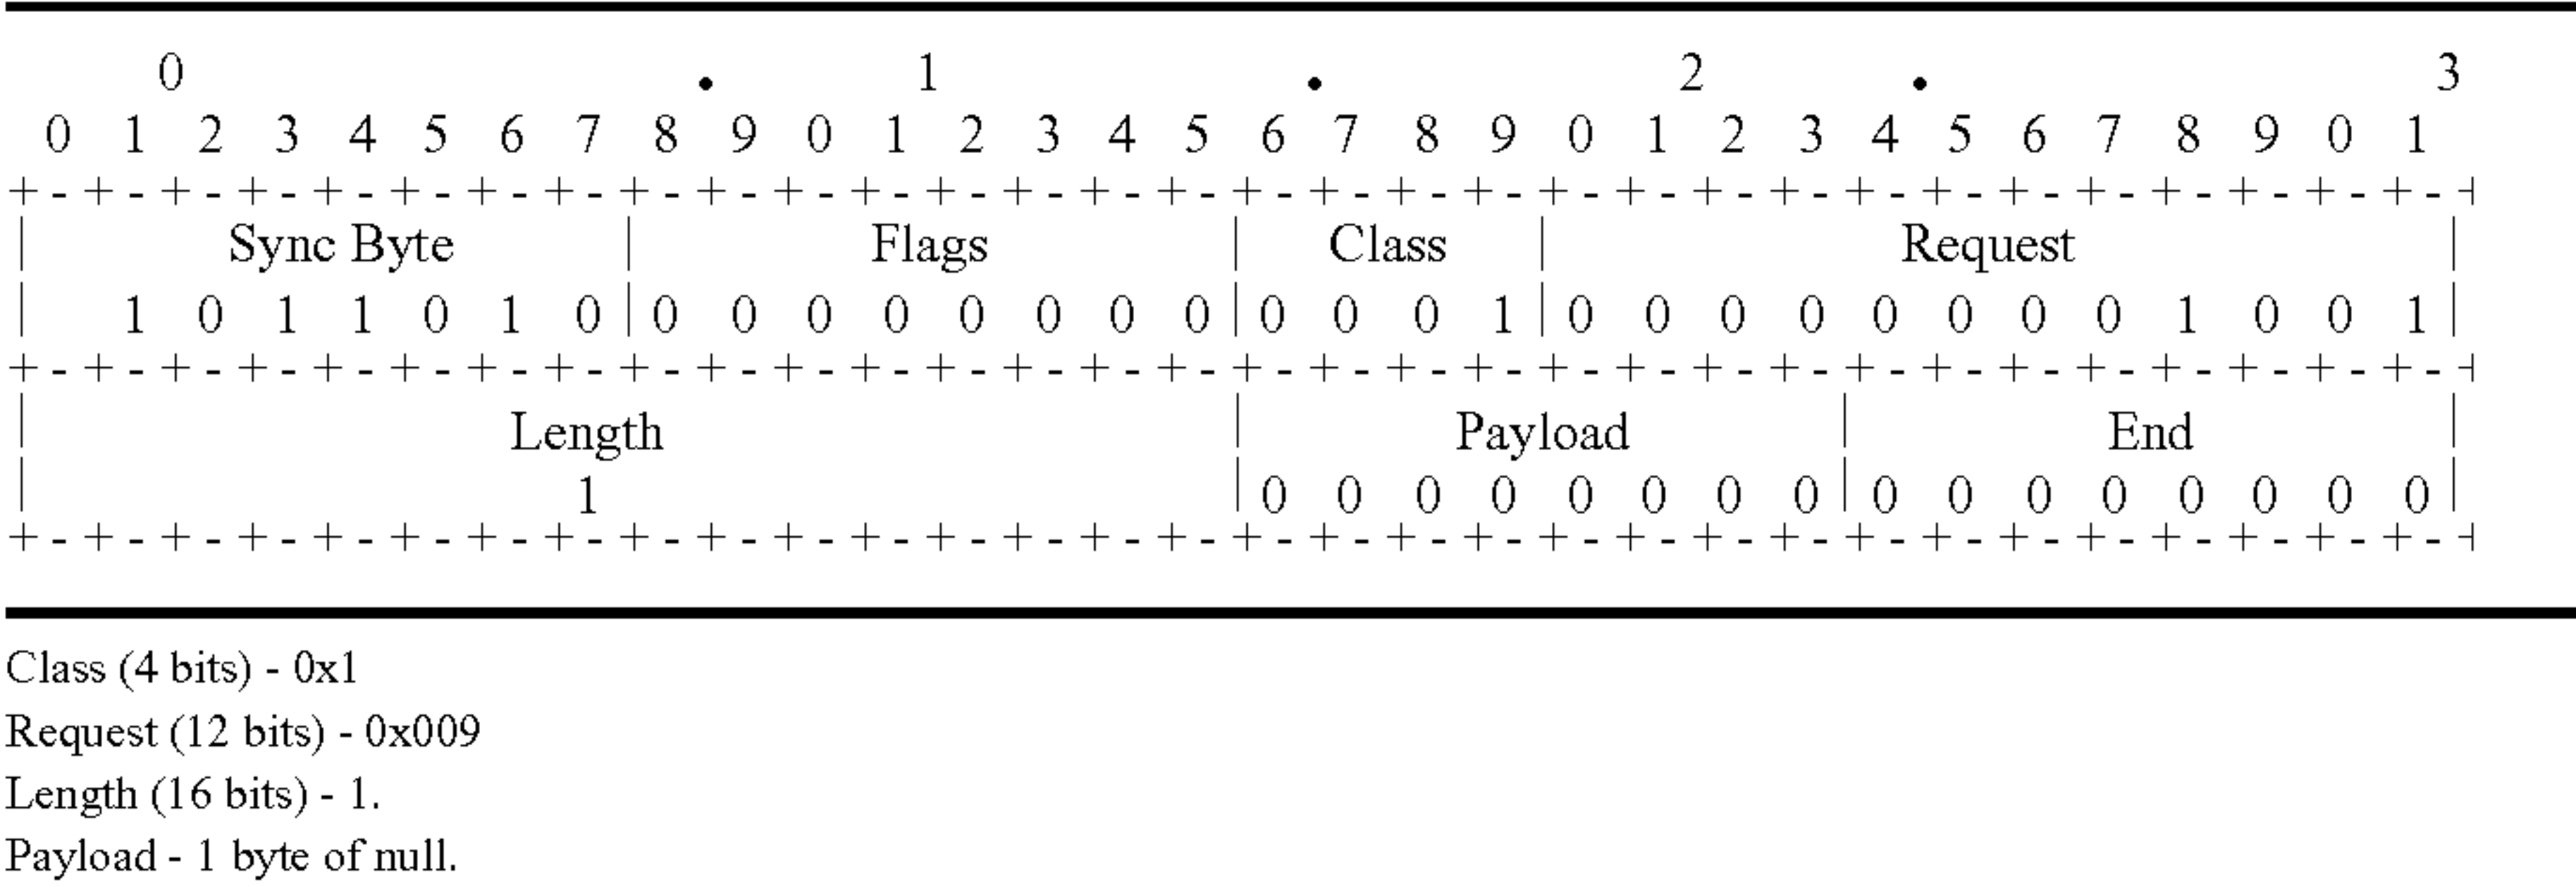 0 • 1 • 2 • 3
0 1 2 3 4 5 6 7 8 9 0 1 2 3 4 5 6 7 8 9 0 1 2 3 4 5 6 7 8 9 0 1
+-+-+-+-+-+-+-+-+-+-+-+-+-+-+-+-+-+-+-+-+-+-+-+-+-+-+-+-+-+-+-+-+
| Sync Byte | Flags | Class | Request |
| 1 0 1 1 0 1 0 | 0 0 0 0 0 0 0 0 | 0 0 0 1 | 0 0 0 0 0 0 0 0 1 0 0 1 |
+-+-+-+-+-+-+-+-+-+-+-+-+-+-+-+-+-+-+-+-+-+-+-+-+-+-+-+-+-+-+-+-+
| Length | Payload | End |
| 1 | 0 0 0 0 0 0 0 0 | 0 0 0 0 0 0 0 0 |
+-+-+-+-+-+-+-+-+-+-+-+-+-+-+-+-+-+-+-+-+-+-+-+-+-+-+-+-+-+-+-+-+
Class (4 bits) - 0x1
Request (12 bits) - 0x009
Length (16 bits) - 1.
Payload - 1 byte of null.